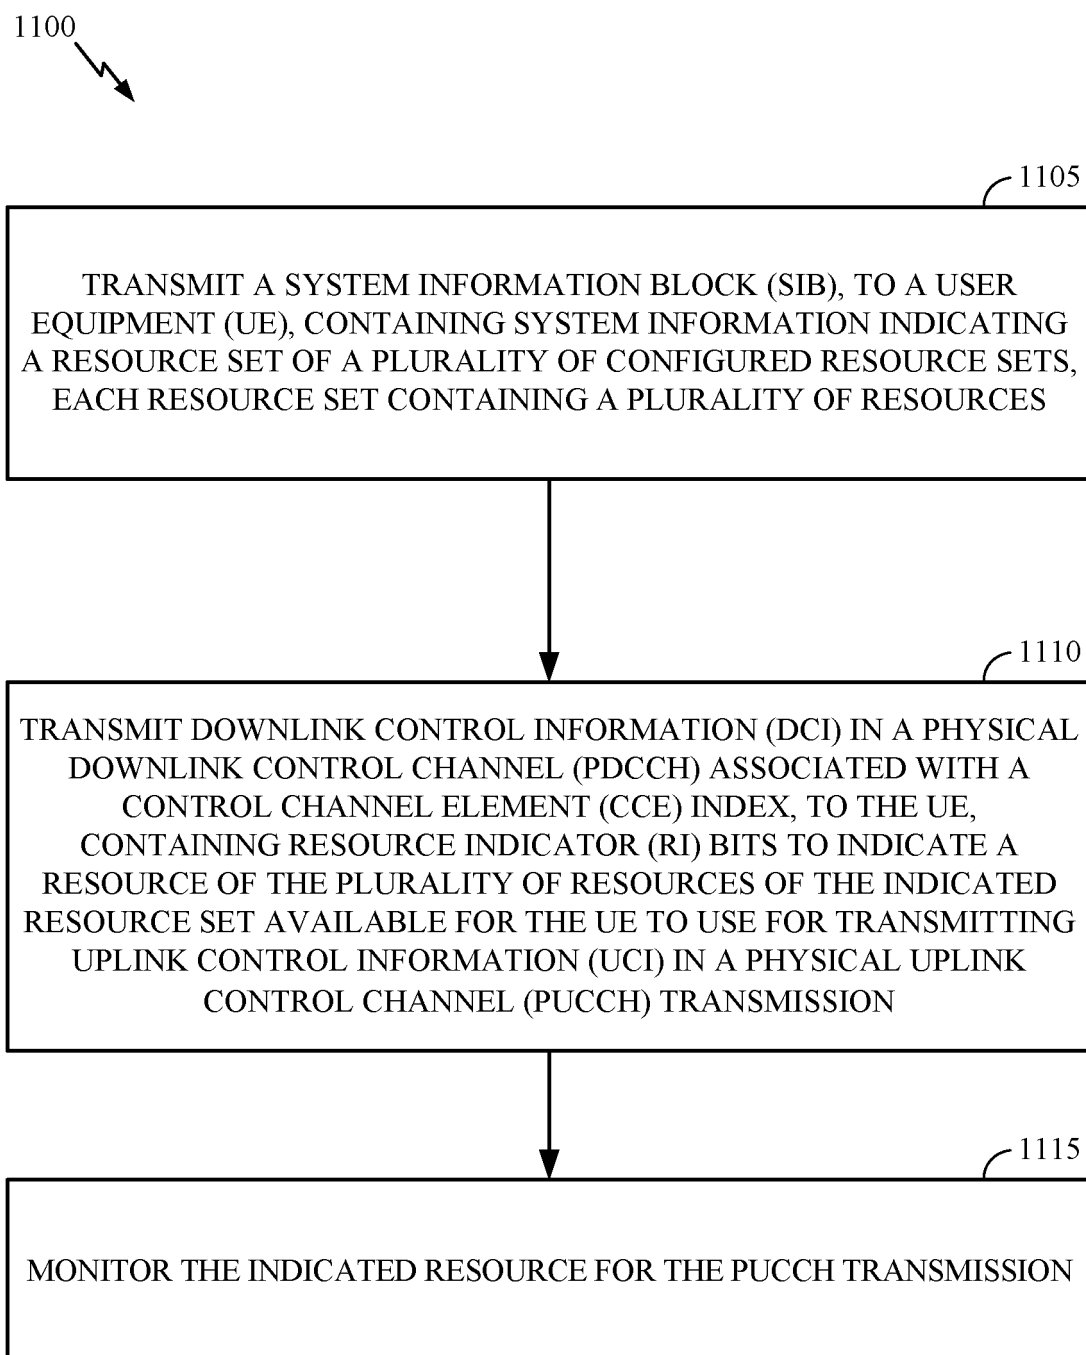 1100
1105
TRANSMIT A SYSTEM INFORMATION BLOCK (SIB), TO A USER
EQUIPMENT (UE), CONTAINING SYSTEM INFORMATION INDICATING
A RESOURCE SET OF A PLURALITY OF CONFIGURED RESOURCE SETS,
EACH RESOURCE SET CONTAINING A PLURALITY OF RESOURCES
1110
TRANSMIT DOWNLINK CONTROL INFORMATION (DCI) IN A PHYSICAL
DOWNLINK CONTROL CHANNEL (PDCCH) ASSOCIATED WITH A
CONTROL CHANNEL ELEMENT (CCE) INDEX, TO THE UE,
CONTAINING RESOURCE INDICATOR (RI) BITS TO INDICATE A
RESOURCE OF THE PLURALITY OF RESOURCES OF THE INDICATED
RESOURCE SET AVAILABLE FOR THE UE TO USE FOR TRANSMITTING
UPLINK CONTROL INFORMATION (UCI) IN A PHYSICAL UPLINK
CONTROL CHANNEL (PUCCH) TRANSMISSION
1115
MONITOR THE INDICATED RESOURCE FOR THE PUCCH TRANSMISSION